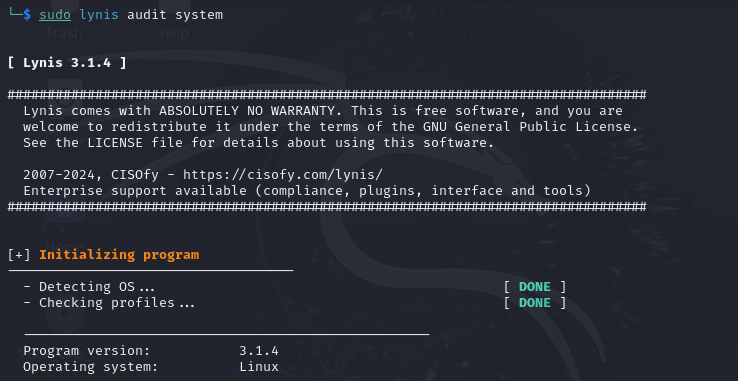 └─$ sudo lynis audit system
Trash help
[ Lynis 3.1.4 ]
################################################################################
Lynis comes with ABSOLUTELY NO WARRANTY. This is free software, and you are
welcome to redistribute it under the terms of the GNU General Public License.
See the LICENSE file for details about using this software.
2007-2024, CISOfy - https://cisofy.com/lynis/
Enterprise support available (compliance, plugins, interface and tools)
################################################################################
Home
[+] Initializing program
------------------------------------
- Detecting OS... [ DONE ]
- Checking profiles... [ DONE ]
---------------------------------------------------
Program version: 3.1.4
Operating system: Linux